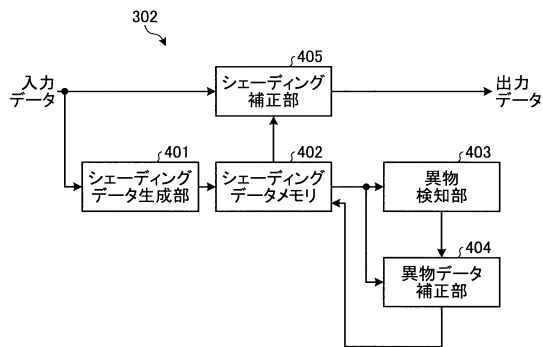 302
405
入力
データ
シェーディング
補正部
出力
データ
401
402
403
シェーディング
データ生成部
シェーディング
データメモリ
異物
検知部
404
異物データ
補正部